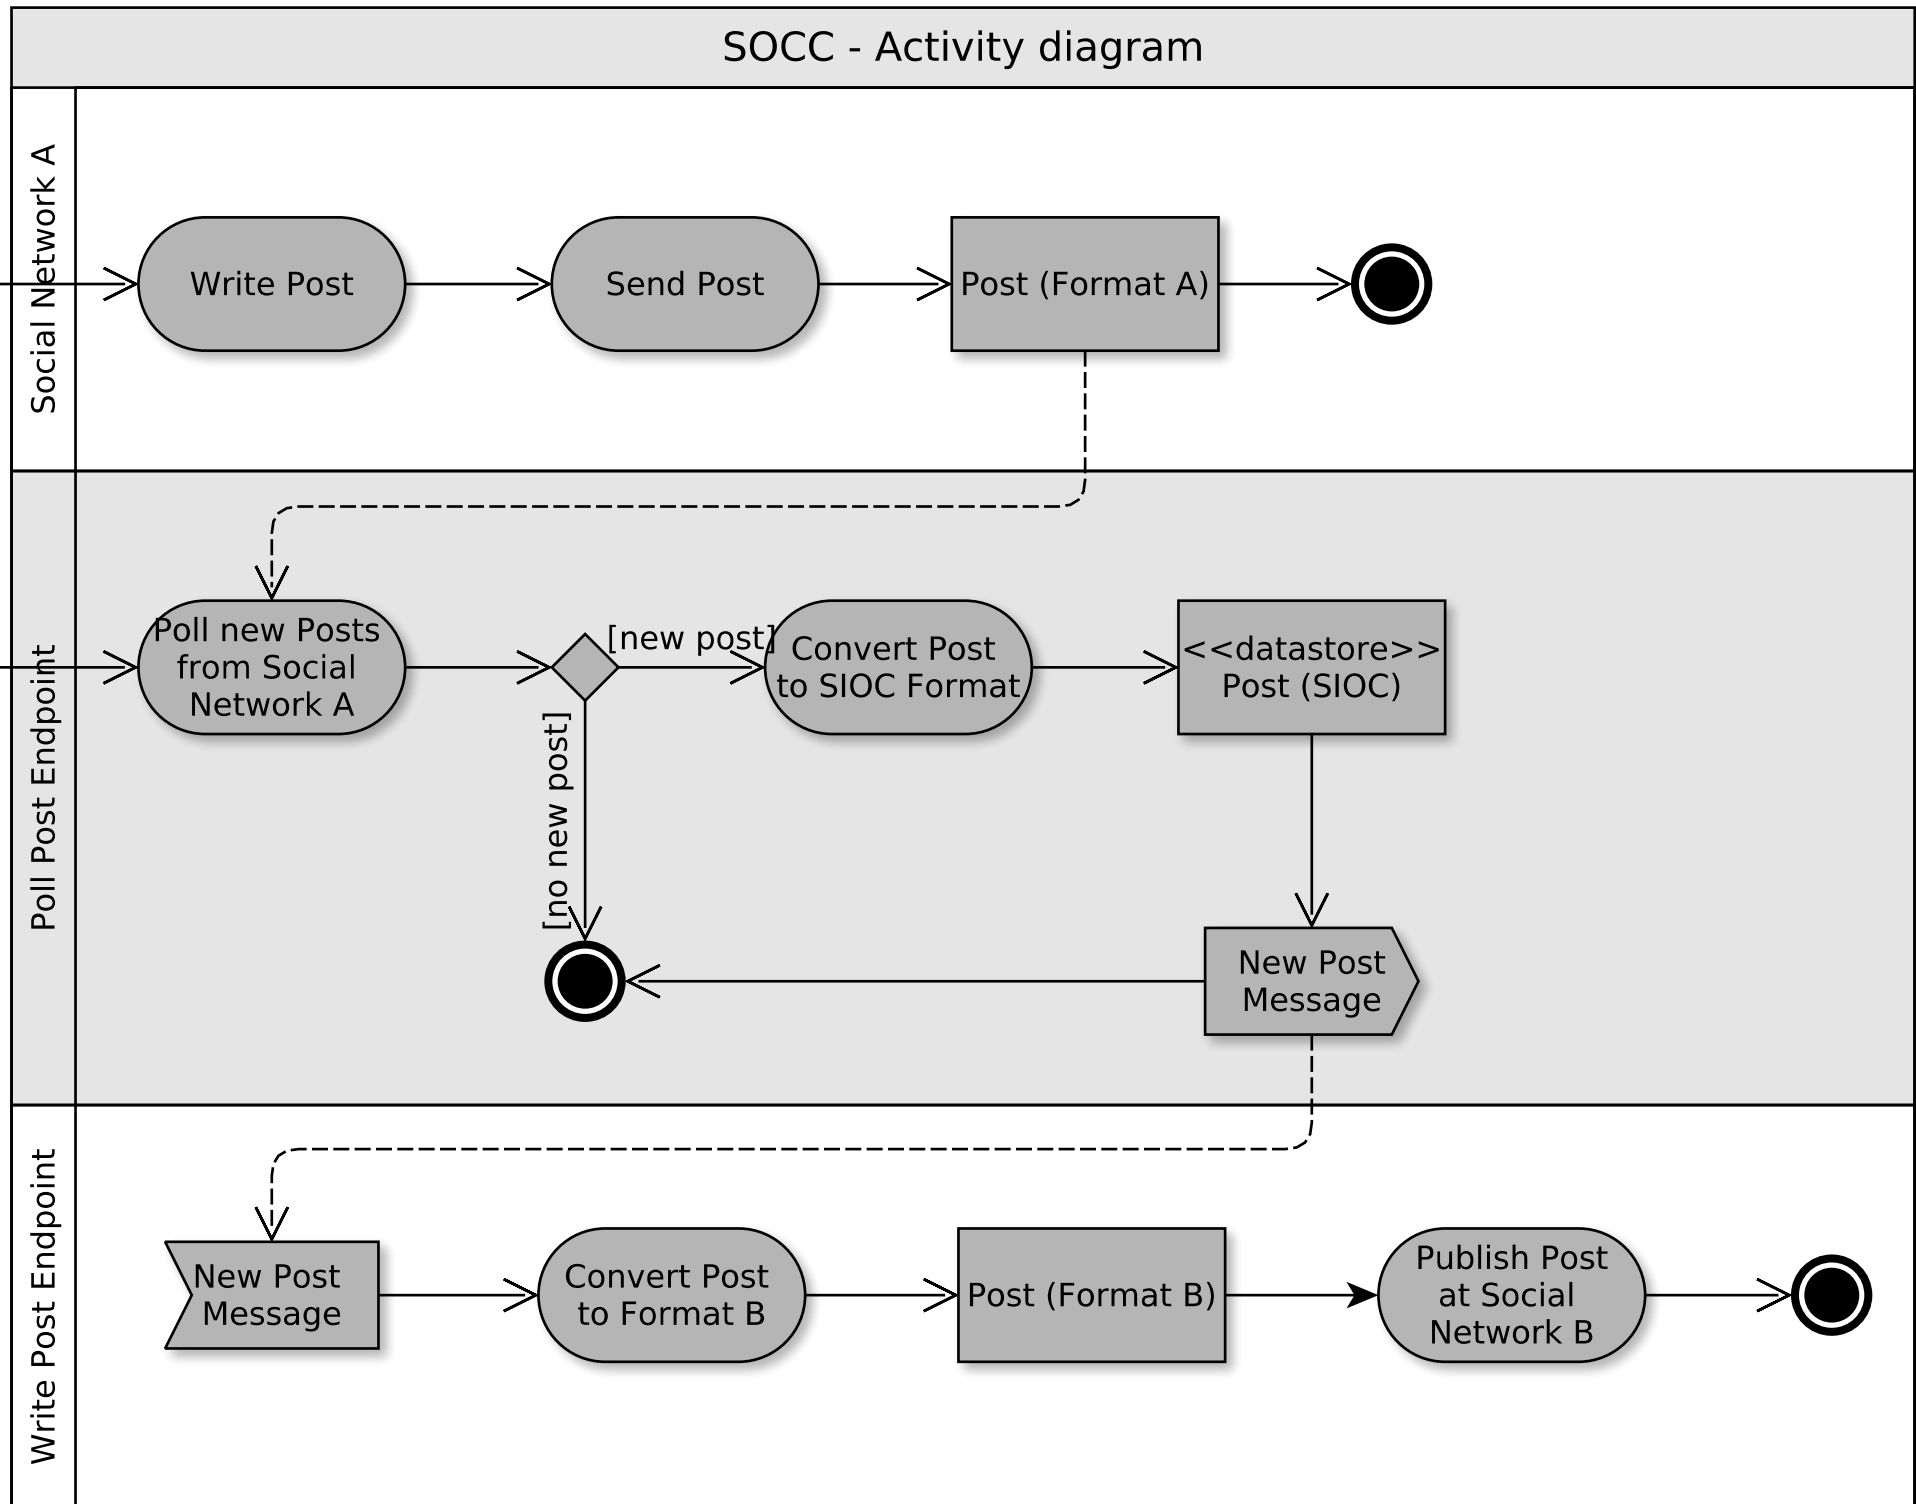 SOCC - Activity diagram
Social Network A
Write Post
Send Post
Post (Format A)
Poll Post Endpoint
Poll new Posts
from Social
Network A
[new post]
[no new post]
Convert Post
to SIOC Format
<<datastore>>
Post (SIOC)
New Post
Message
Write Post Endpoint
New Post
Message
Convert Post
to Format B
Post (Format B)
Publish Post
at Social
Network B